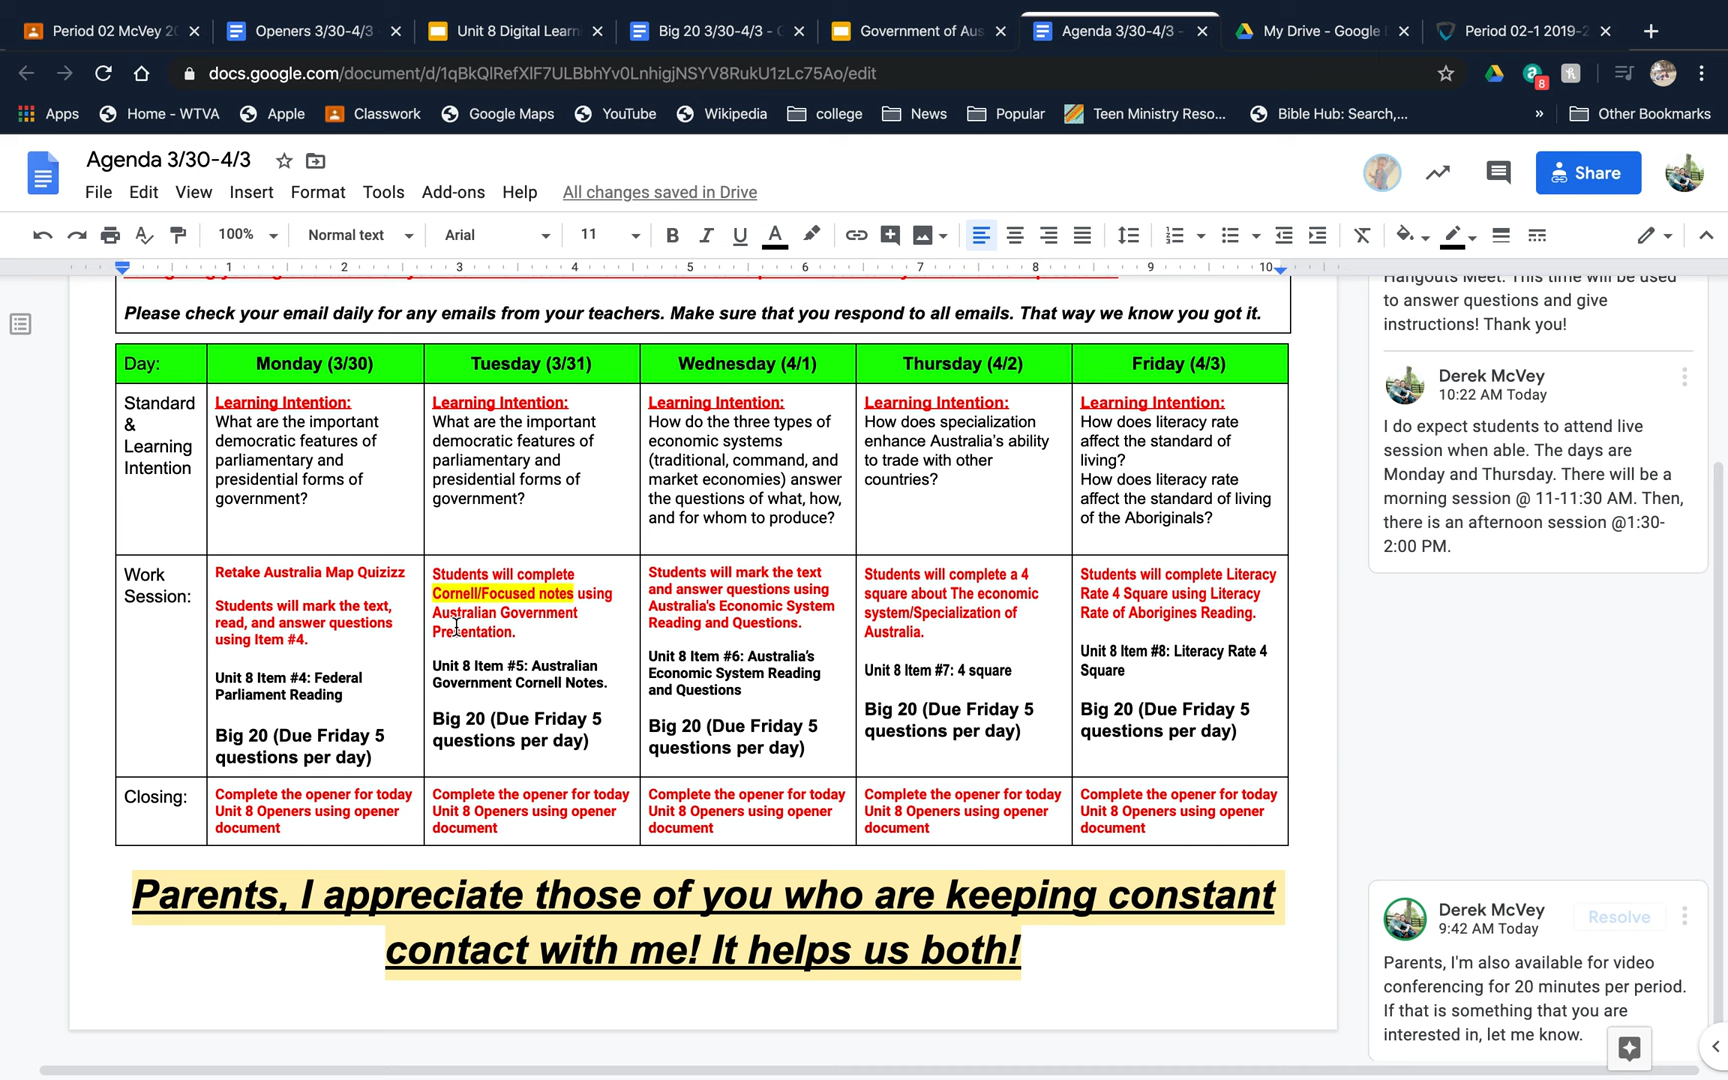 Period 02 McVey 20
Openers 3/30-4/3
Unit 8 Digital Learn
Big 20 3/30-4/3 - G
Government of Aus
Agenda 3/30-4/3 -
My Drive - Google
Period 02-1 2019-2
docs.google.com/document/d/1qBkQlRefXIF7ULBbhYv0LnhigjNSYV8RukU1zLc75Ao/edit
8
Apps
Home - WTVA
Apple
Classwork
Google Maps
YouTube
Wikipedia
college
News
Popular
Teen Ministry Reso...
Bible Hub: Search,...
»
Other Bookmarks
Agenda 3/30-4/3
Share
File Edit View Insert Format Tools Add-ons Help All changes saved in Drive
100% Normal text Arial 11 B I U A
1 2 3 4 5 6 7 8 9 10
Please check your email daily for any emails from your teachers. Make sure that you respond to all emails. That way we know you got it.
Day:
Monday (3/30)
Tuesday (3/31)
Wednesday (4/1)
Thursday (4/2)
Friday (4/3)
Standard
&
Learning
Intention
Learning Intention:
What are the important
democratic features of
parliamentary and
presidential forms of
government?
Learning Intention:
What are the important
democratic features of
parliamentary and
presidential forms of
government?
Learning Intention:
How do the three types of
economic systems
(traditional, command, and
market economies) answer
the questions of what, how,
and for whom to produce?
Learning Intention:
How does specialization
enhance Australia's ability
to trade with other
countries?
Learning Intention:
How does literacy rate
affect the standard of
living?
How does literacy rate
affect the standard of living
of the Aboriginals?
Work
Session:
Retake Australia Map Quizizz
Students will mark the text,
read, and answer questions
using Item #4.
Unit 8 Item #4: Federal
Parliament Reading
Big 20 (Due Friday 5
questions per day)
Students will complete
Cornell/Focused notes using
Australian Government
Presentation.
Unit 8 Item #5: Australian
Government Cornell Notes.
Big 20 (Due Friday 5
questions per day)
Students will mark the text
and answer questions using
Australia's Economic System
Reading and Questions.
Unit 8 Item #6: Australia's
Economic System Reading
and Questions
Big 20 (Due Friday 5
questions per day)
Students will complete a 4
square about The economic
system/Specialization of
Australia.
Unit 8 Item #7: 4 square
Big 20 (Due Friday 5
questions per day)
Students will complete Literacy
Rate 4 Square using Literacy
Rate of Aborigines Reading.
Unit 8 Item #8: Literacy Rate 4
Square
Big 20 (Due Friday 5
questions per day)
Closing:
Complete the opener for today
Unit 8 Openers using opener
document
Complete the opener for today
Unit 8 Openers using opener
document
Complete the opener for today
Unit 8 Openers using opener
document
Complete the opener for today
Unit 8 Openers using opener
document
Complete the opener for today
Unit 8 Openers using opener
document
Parents, I appreciate those of you who are keeping constant
contact with me! It helps us both!
Hangouts Meet. This time will be used
to answer questions and give
instructions! Thank you!
Derek McVey
10:22 AM Today
I do expect students to attend live
session when able. The days are
Monday and Thursday. There will be a
morning session @ 11-11:30 AM. Then,
there is an afternoon session @1:30-
2:00 PM.
Derek McVey
Resolve
9:42 AM Today
Parents, I'm also available for video
conferencing for 20 minutes per period.
If that is something that you are
interested in, let me know.